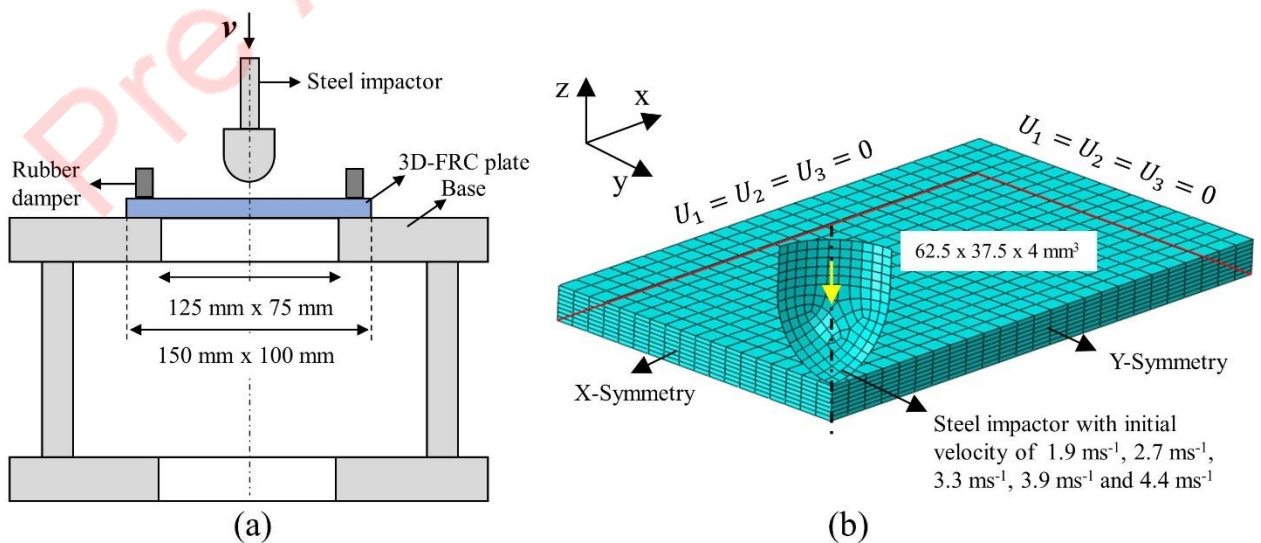 Pre
v
Steel impactor
Rubber
damper
3D-FRC plate
Base
125 mm x 75 mm
150 mm x 100 mm
(a)
z
x
y
U₁ = U₂ = U₃ = 0
U₁ = U₂ = U₃ = 0
62.5 x 37.5 x 4 mm³
X-Symmetry
Y-Symmetry
Steel impactor with initial
velocity of 1.9 ms⁻¹, 2.7 ms⁻¹,
3.3 ms⁻¹, 3.9 ms⁻¹ and 4.4 ms⁻¹
(b)